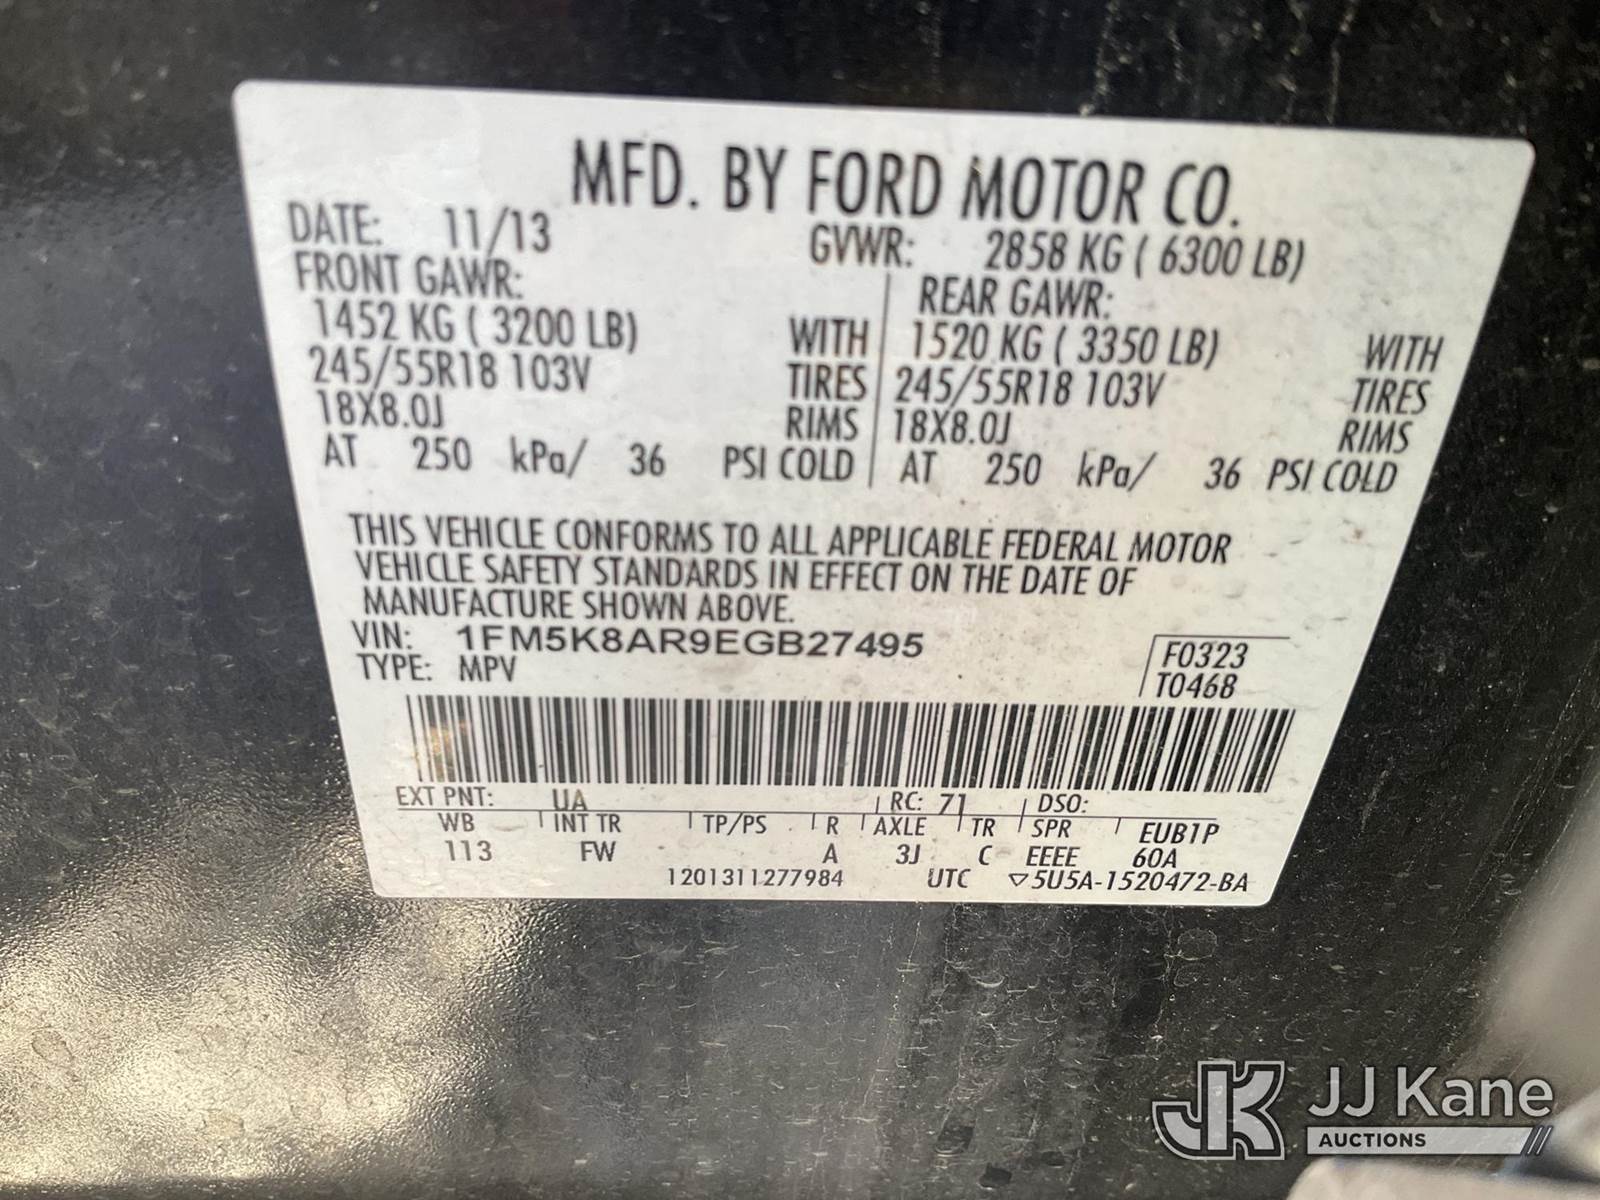 MFD. BY FORD MOTOR CO.
DATE: 11/13 GVWR: 2858 KG ( 6300 LB)
FRONT GAWR: REAR GAWR:
1452 KG ( 3200 LB) WITH 1520 KG ( 3350 LB) WITH
245/55R18 103V TIRES 245/55R18 103V TIRES
18X8.0J RIMS 18X8.0J RIMS
AT 250 kPa/ 36 PSI COLD AT 250 kPa/ 36 PSI COLD
THIS VEHICLE CONFORMS TO ALL APPLICABLE FEDERAL MOTOR
VEHICLE SAFETY STANDARDS IN EFFECT ON THE DATE OF
MANUFACTURE SHOWN ABOVE.
VIN: 1FM5K8AR9EGB27495
TYPE: MPV
F0323
T046B
EXT PNT: UA RC: 71 DSO:
WB INT TR TP/PS R AXLE TR SPR EUB1P
113 FW A 3J C EEEE 60A
1201311277984 UTC ▽5U5A-1520472-BA
JK JJ Kane
AUCTIONS